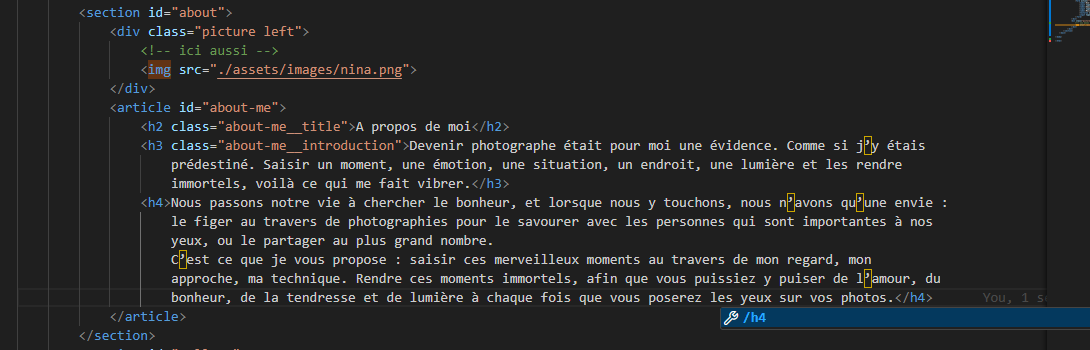 <section id="about">
<div class="picture left">
<!-- ici aussi -->
<img src="./assets/images/nina.png">
</div>
<article id="about-me">
<h2 class="about-me__title">A propos de moi</h2>
<h3 class="about-me__introduction">Devenir photographe était pour moi une évidence. Comme si j’y étais
prédestiné. Saisir un moment, une émotion, une situation, un endroit, une lumière et les rendre
immortels, voilà ce qui me fait vibrer.</h3>
<h4>Nous passons notre vie à chercher le bonheur, et lorsque nous y touchons, nous n’avons qu’une envie :
le figer au travers de photographies pour le savourer avec les personnes qui sont importantes à nos
yeux, ou le partager au plus grand nombre.
C’est ce que je vous propose : saisir ces merveilleux moments au travers de mon regard, mon
approche, ma technique. Rendre ces moments immortels, afin que vous puissiez y puiser de l’amour, du
bonheur, de la tendresse et de lumière à chaque fois que vous poserez les yeux sur vos photos.</h4> You, 1 s
/h4
</article>
</section>